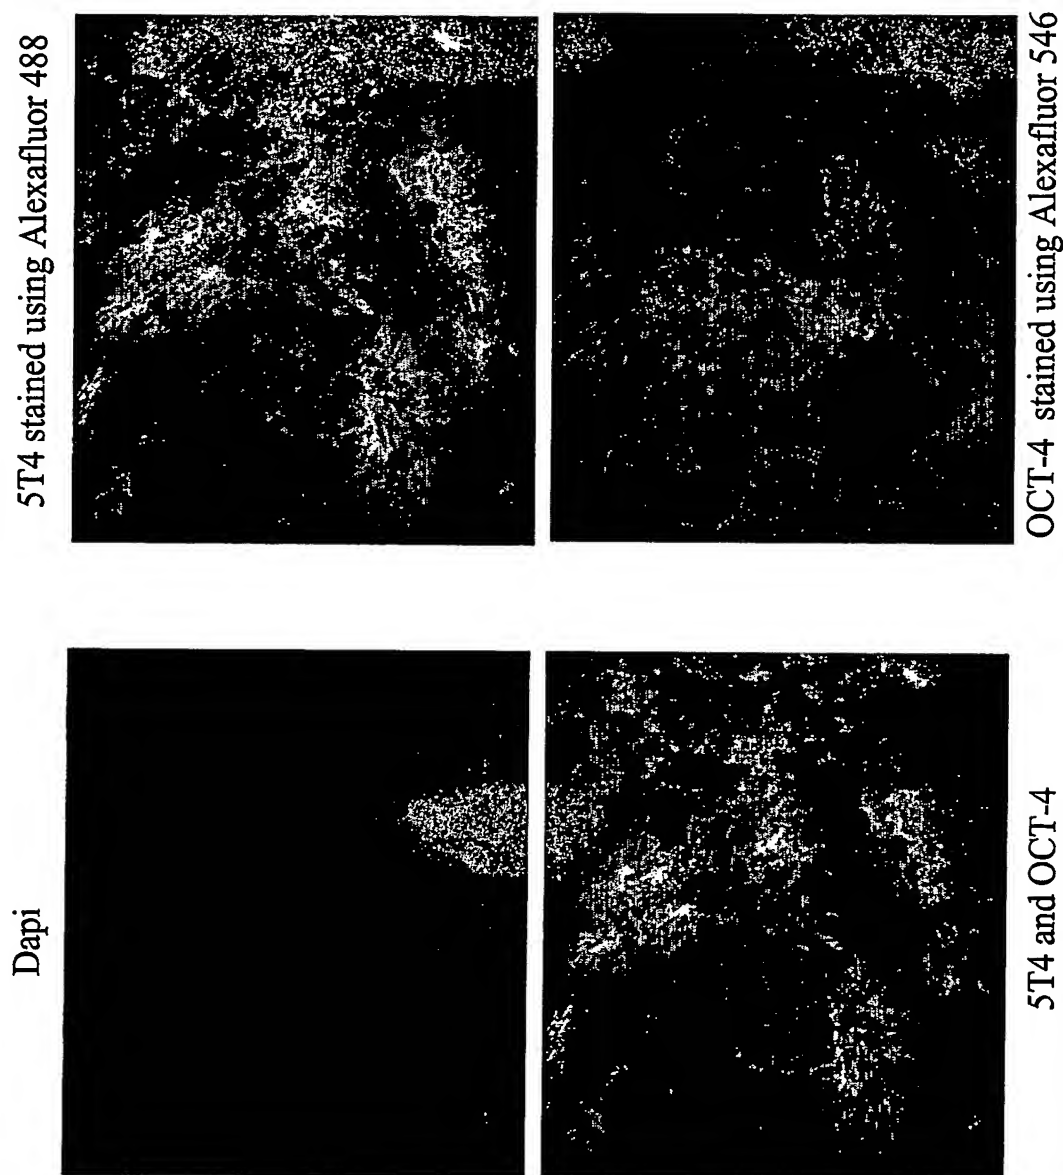 Dapi
5T4 stained using Alexafluor 488
5T4 and OCT-4
OCT-4 stained using Alexafluor 546